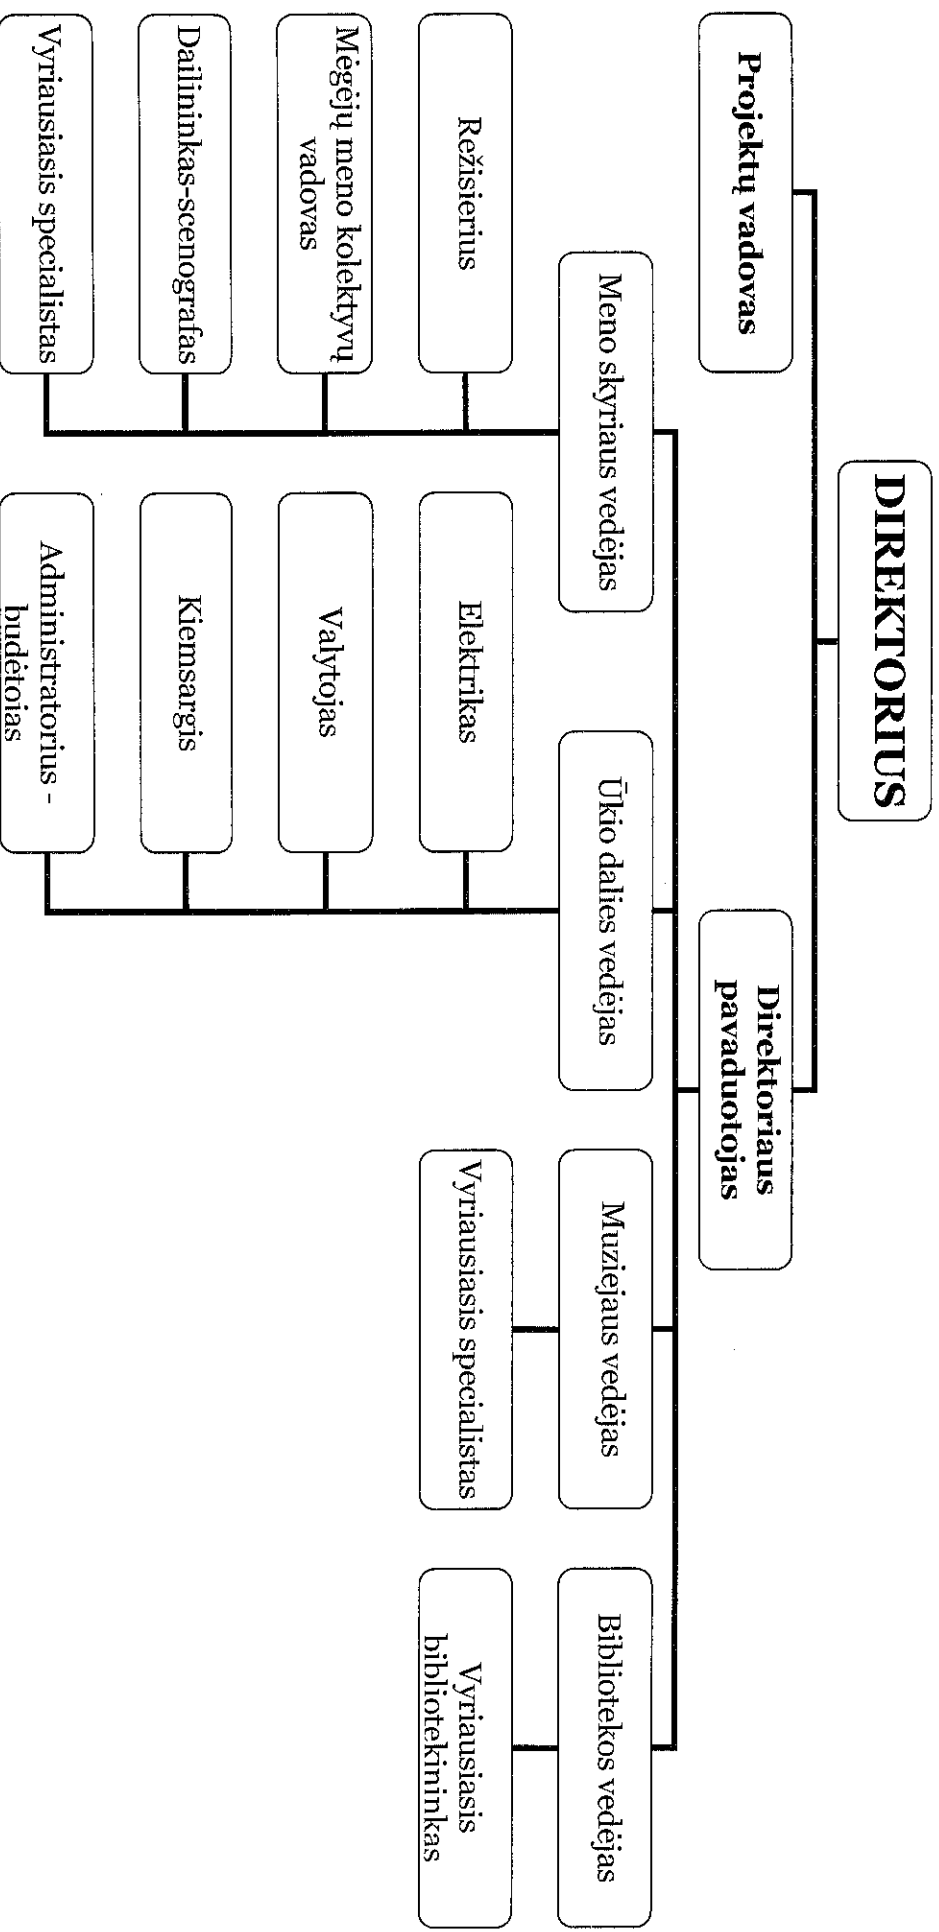 DIREKTORIUS
Projektų vadovas
Direktoriaus
pavaduotojas
Meno skyriaus vedėjas
Ūkio dalies vedėjas
Muziejaus vedėjas
Bibliotekos vedėjas
Režisierius
Elektrikas
Vyriausiasis specialistas
Vyriausiasis
bibliotekininkas
Mėgėjų meno kolektyvų
vadovas
Valytojas
Dailininkas-scenografas
Kiemsargis
Vyriausiasis specialistas
Administratorius -
budėtojas